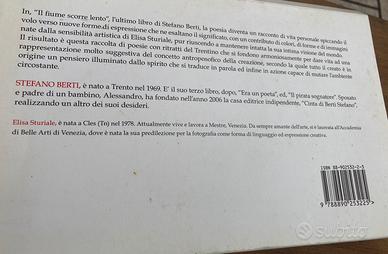 In, "Il fiume scorre lento", l'ultimo libro di Stefano Berti, la poesia diventa un racconto di vita personale spiccando il
volo verso nuove forme di espressione che ne esaltano il significato, con un contributo di colori, di forme e di immagini
nate dalla sensibilità artistica di Elisa Sturiale, pur riuscendo a mantenere intatta la sua intima visione del mondo.
Il risultato è questa raccolta di poesie con ritratti del Trentino che si fondono armoniosamente per dare vita ad una
rappresentazione molto suggestiva del concetto antroposofico della creazione, secondo la quale tutto il creato è in
origine un pensiero illuminato dallo spirito che si traduce in parola ed infine in azione capace di mutare l'ambiente
circostante.
STEFANO BERTI, è nato a Trento nel 1969. E' il suo terzo libro, dopo, "Era un poeta", ed, "Il pirata sognatore". Sposato
e padre di un bambino, Alessandro, ha fondato nell'anno 2006 la casa editrice indipendente, "Cinta di Berti Stefano",
realizzando un altro dei suoi desideri.
Elisa Sturiale, è nata a Cles (Tn) nel 1978. Attualmente vive e lavora a Mestre, Venezia. Da sempre amante dell'arte, si è laureata all'Accademia
di Belle Arti di Venezia, dove è nata la sua predilezione per la fotografia come forma di linguaggio ed espressione creativa.
ISBN 88-902532-2-5
9 788890 253225 >
subito